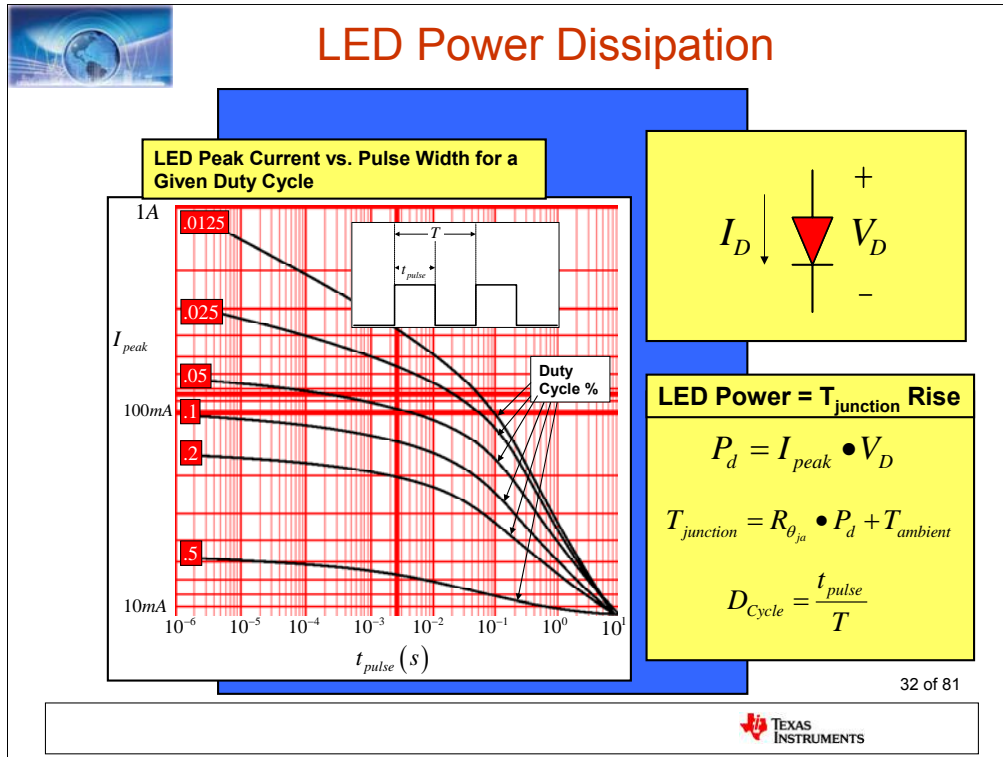 LED Power Dissipation
LED Peak Current vs. Pulse Width for a
Given Duty Cycle
1A
.0125
T
t_pulse
.025
I_peak
.05
Duty
Cycle %
100mA
.1
.2
.5
10mA
10^-6 10^-5 10^-4 10^-3 10^-2 10^-1 10^0 10^1
t_pulse (s)
I_D
+
V_D
−
LED Power = T_junction Rise
P_d = I_peak • V_D
T_junction = R_θja • P_d + T_ambient
D_Cycle = t_pulse / T
32 of 81
TEXAS
INSTRUMENTS